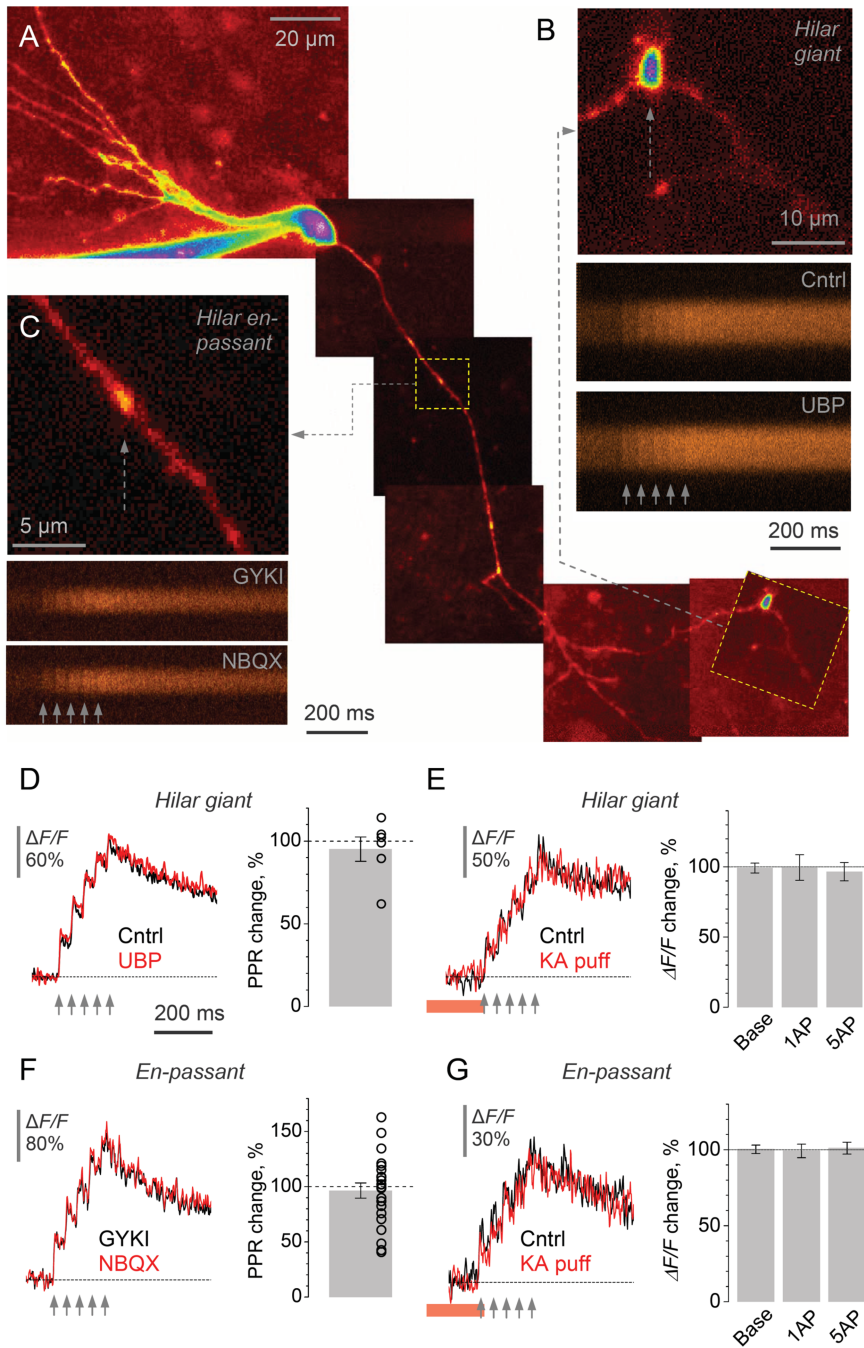 A
20 µm
B
Hilar
giant
10 µm
Cntrl
UBP
200 ms
C
Hilar en-
passant
5 µm
GYKI
NBQX
200 ms
D
Hilar giant
ΔF/F
60%
Cntrl
UBP
200 ms
PPR change, %
100
50
0
E
Hilar giant
ΔF/F
50%
Cntrl
KA puff
ΔF/F change, %
100
50
0
Base
1AP
5AP
F
En-passant
ΔF/F
80%
GYKI
NBQX
PPR change, %
150
100
50
0
G
En-passant
ΔF/F
30%
Cntrl
KA puff
ΔF/F change, %
100
50
0
Base
1AP
5AP